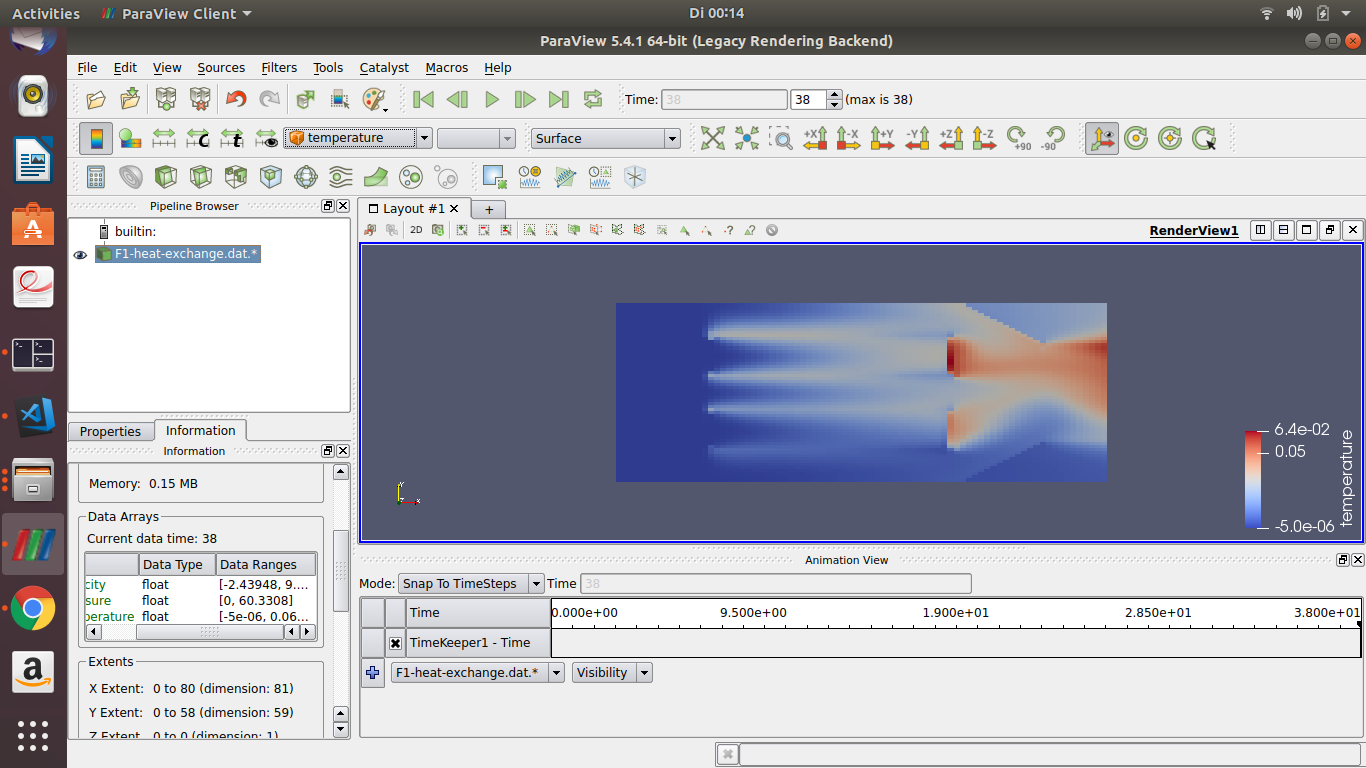 Activities ParaView Client Di 00:14
ParaView 5.4.1 64-bit (Legacy Rendering Backend)
File Edit View Sources Filters Tools Catalyst Macros Help
Time: 38 38 (max is 38)
C t temperature Surface +X -X +Y -Y +Z -Z +90 -90
Pipeline Browser
Layout #1 +
builtin:
F1-heat-exchange.dat.*
2D ? ? RenderView1
Y
Z X
6.4e-02
0.05
-5.0e-06
temperature
Properties Information
Information
Memory: 0.15 MB
Data Arrays
Current data time: 38
Data Type Data Ranges
city float [-2.43948, 9....
sure float [0, 60.3308]
perature float [-5e-06, 0.06...
Extents
X Extent: 0 to 80 (dimension: 81)
Y Extent: 0 to 58 (dimension: 59)
Z Extent: 0 to 0 (dimension: 1)
Animation View
Mode: Snap To TimeSteps Time 38
Time 0.000e+00 9.500e+00 1.900e+01 2.850e+01 3.800e+01
TimeKeeper1 - Time
F1-heat-exchange.dat.* Visibility